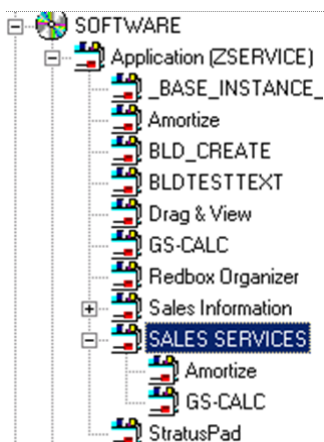 SOFTWARE
Application (ZSERVICE)
_BASE_INSTANCE_
Amortize
BLD_CREATE
BLDTESTTEXT
Drag & View
GS-CALC
Redbox Organizer
Sales Information
SALES SERVICES
Amortize
GS-CALC
StratusPad